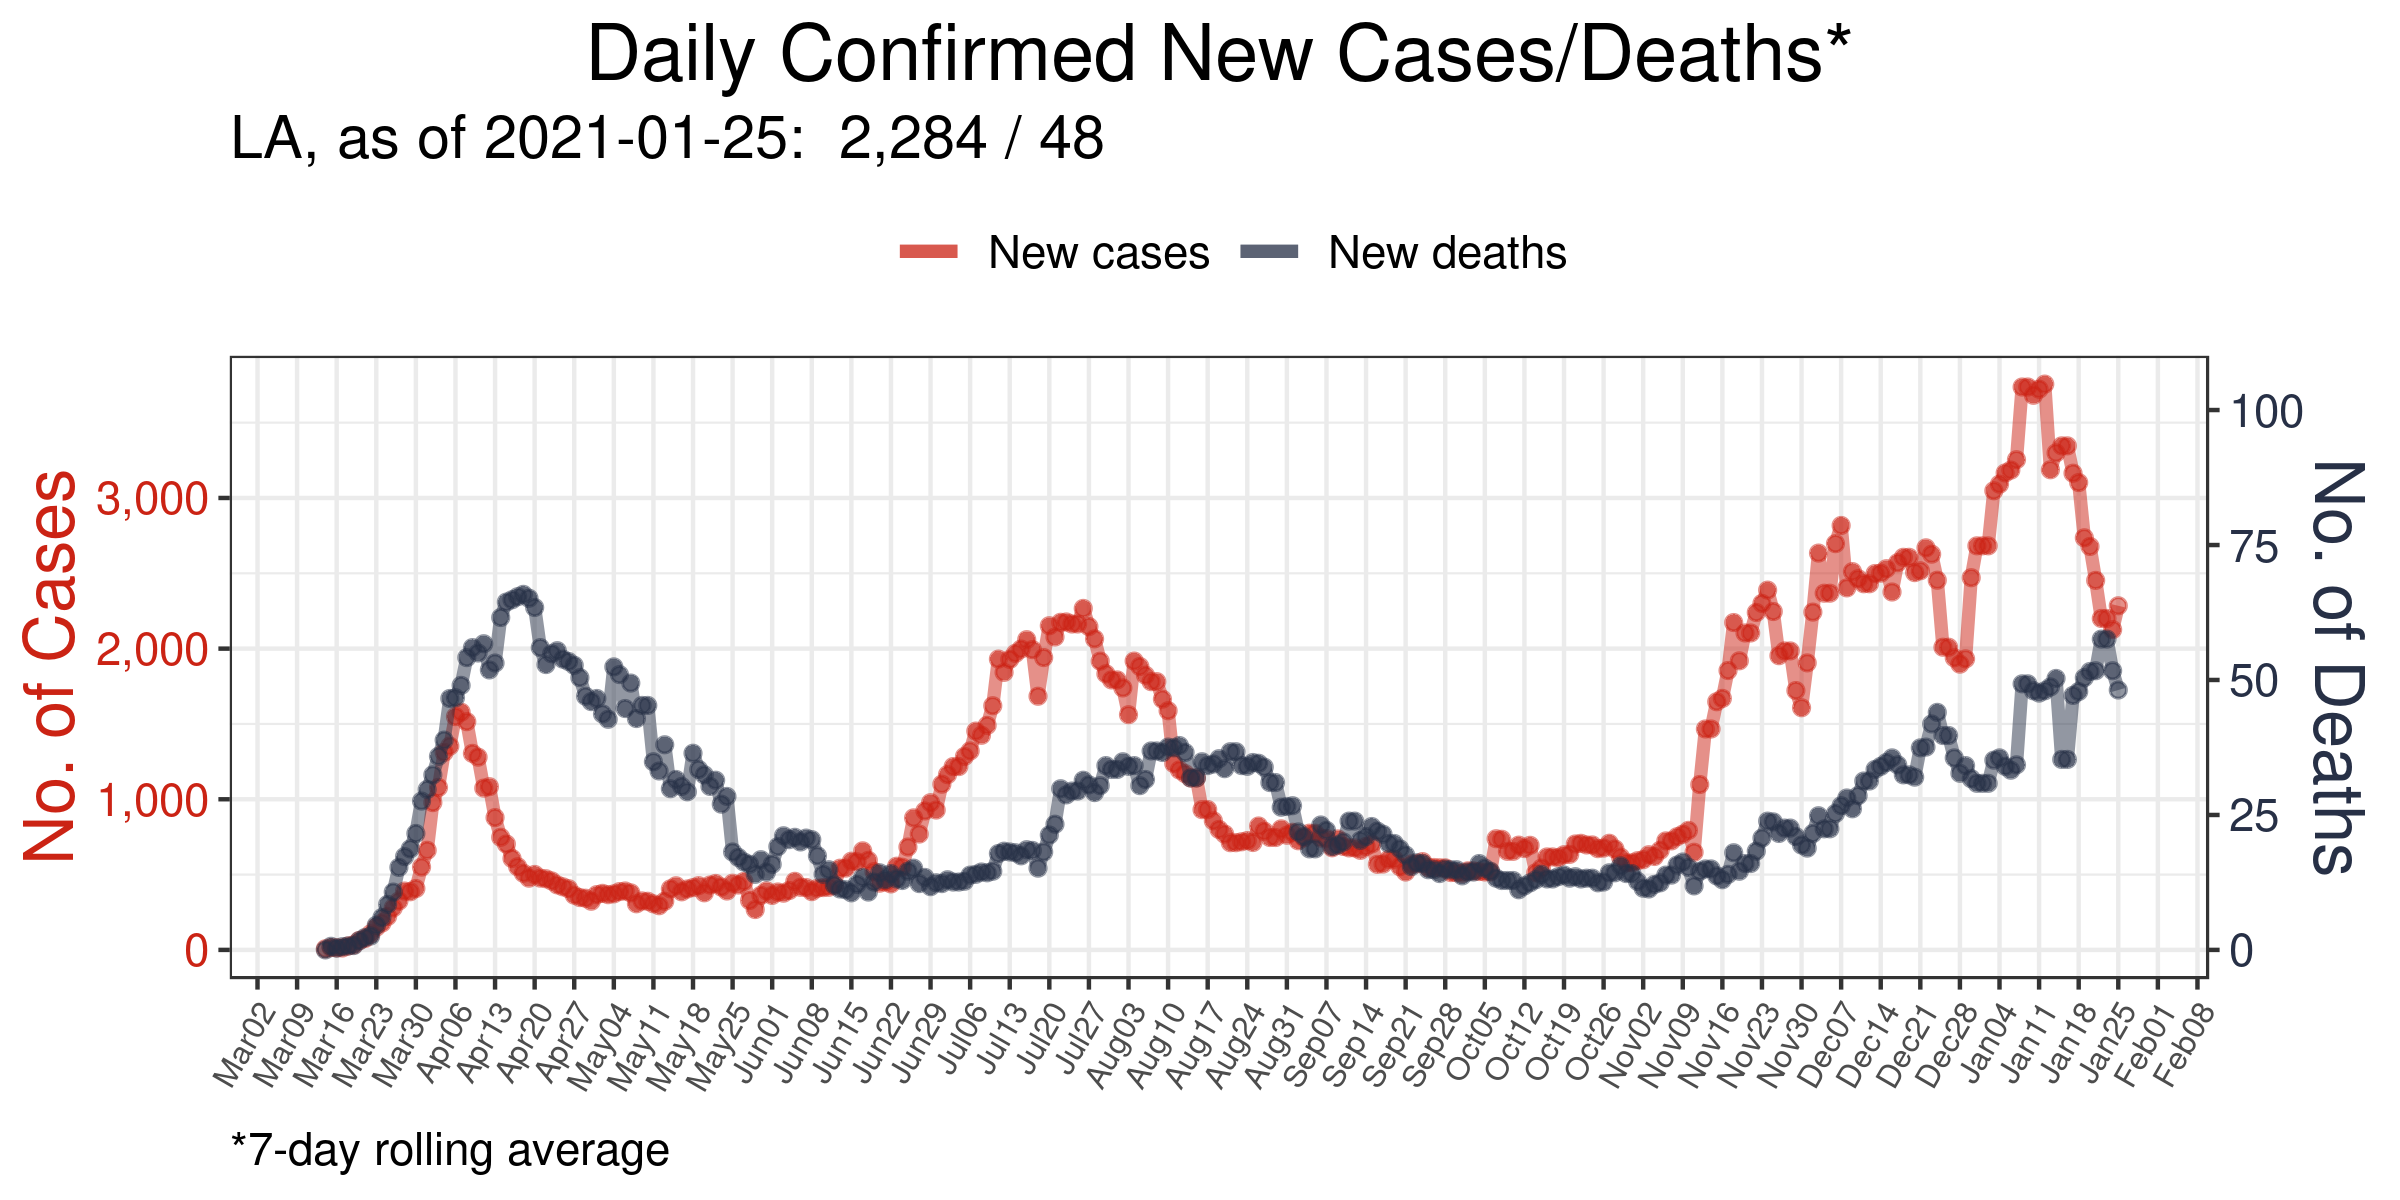 Daily Confirmed New Cases/Deaths*
LA, as of 2021-01-25:  2,284 / 48
New cases
New deaths
No. of Cases
3,000
2,000
1,000
0
100
75
50
25
0
No. of Deaths
Mar02
Mar09
Mar16
Mar23
Mar30
Apr06
Apr13
Apr20
Apr27
May04
May11
May18
May25
Jun01
Jun08
Jun15
Jun22
Jun29
Jul06
Jul13
Jul20
Jul27
Aug03
Aug10
Aug17
Aug24
Aug31
Sep07
Sep14
Sep21
Sep28
Oct05
Oct12
Oct19
Oct26
Nov02
Nov09
Nov16
Nov23
Nov30
Dec07
Dec14
Dec21
Dec28
Jan04
Jan11
Jan18
Jan25
Feb01
Feb08
*7-day rolling average